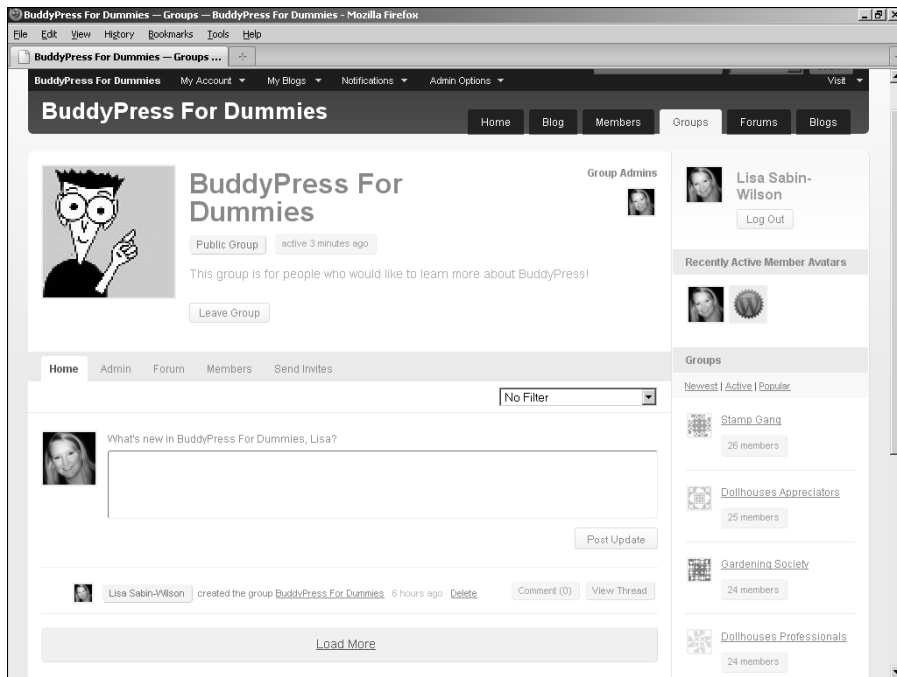 BuddyPress For Dummies — Groups — BuddyPress For Dummies - Mozilla Firefox
File Edit View History Bookmarks Tools Help
BuddyPress For Dummies — Groups ...
BuddyPress For Dummies My Account My Blogs Notifications Admin Options Visit
BuddyPress For Dummies
Home Blog Members Groups Forums Blogs
BuddyPress For
Dummies
Public Group active 3 minutes ago
This group is for people who would like to learn more about BuddyPress!
Leave Group
Group Admins
Lisa Sabin-
Wilson
Log Out
Recently Active Member Avatars
Home Admin Forum Members Send Invites
No Filter
What's new in BuddyPress For Dummies, Lisa?
Post Update
Lisa Sabin-Wilson created the group BuddyPress For Dummies 6 hours ago · Delete Comment (0) View Thread
Load More
Groups
Newest | Active | Popular
Stamp Gang
26 members
Dollhouses Appreciators
25 members
Gardening Society
24 members
Dollhouses Professionals
24 members